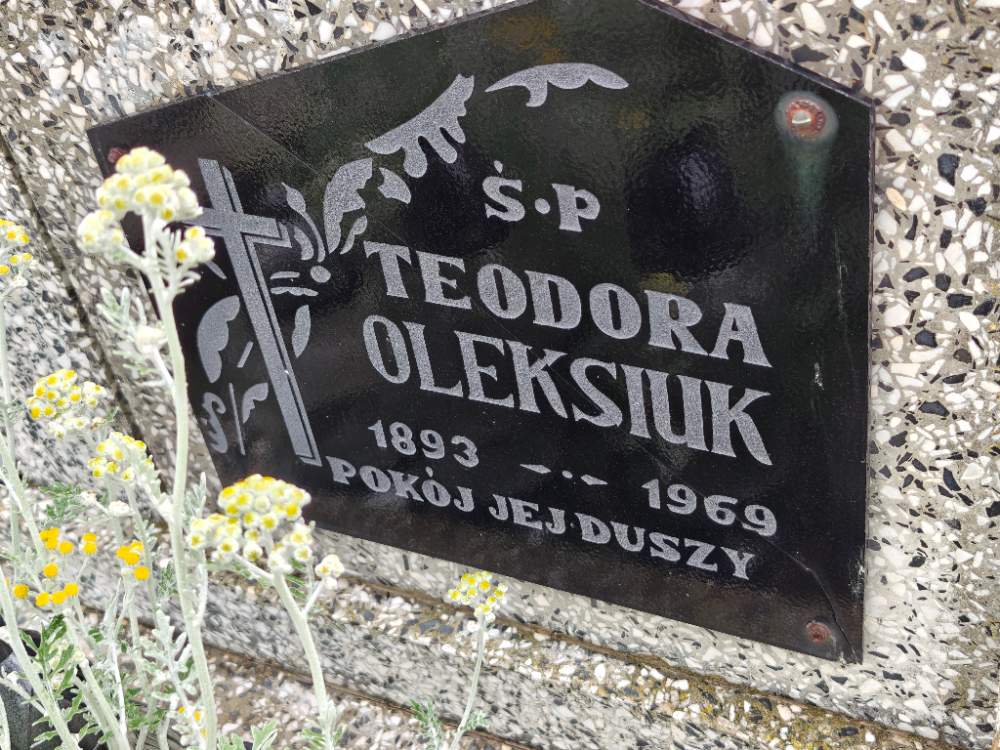 Ś·P
TEODORA
OLEKSIUK
1893 – · – 1969
POKÓJ JEJ·DUSZY